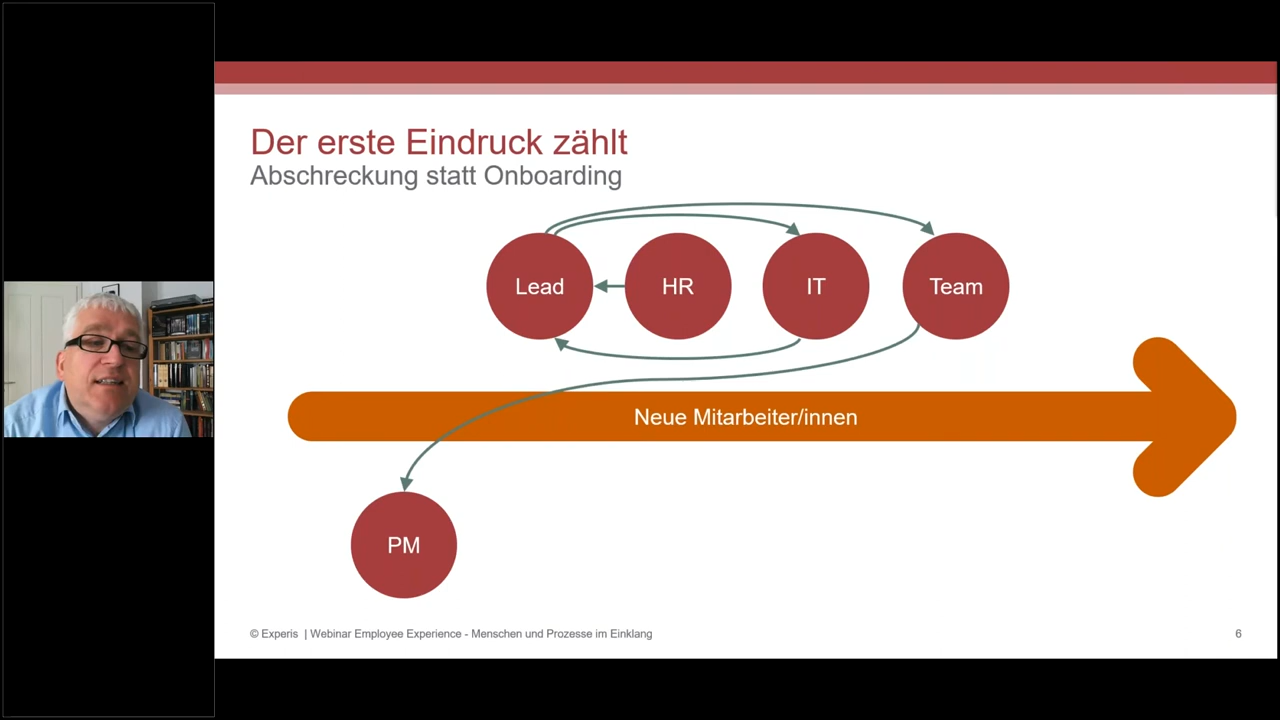 Der erste Eindruck zählt
Abschreckung statt Onboarding
Lead
HR
IT
Team
Neue Mitarbeiter/innen
PM
© Experis | Webinar Employee Experience - Menschen und Prozesse im Einklang
6